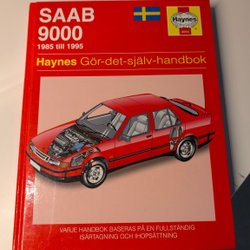 SAAB
9000
1985 till 1995
Haynes
Haynes Gör-det-själv-handbok
VARJE HANDBOK BASERAS PÅ EN FULLSTÄNDIG
ISÄRTAGNING OCH IHOPSÄTTNING